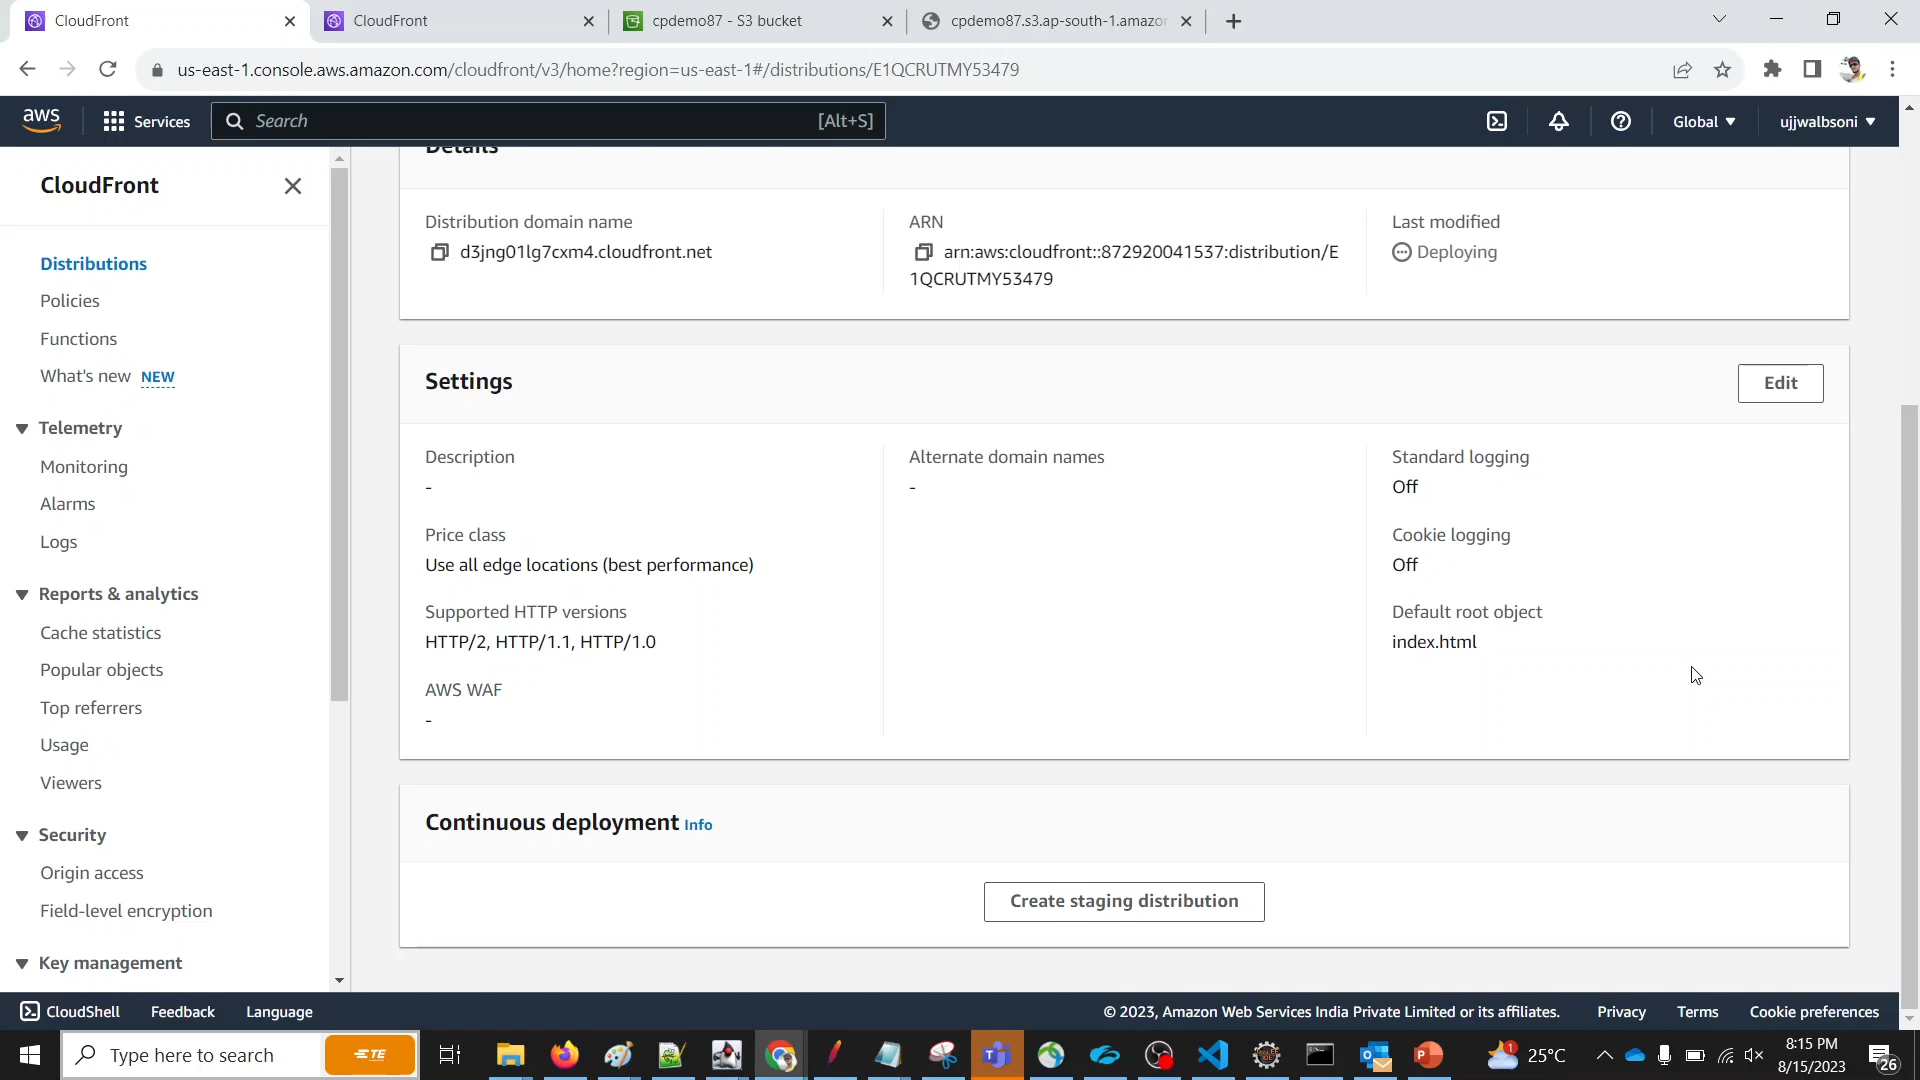 CloudFront
CloudFront
cpdemo87 - S3 bucket
cpdemo87.s3.ap-south-1.amazon
us-east-1.console.aws.amazon.com/cloudfront/v3/home?region=us-east-1#/distributions/E1QCRUTMY53479
aws
Services
Search
[Alt+S]
Global
ujjwalbsoni
CloudFront
Distributions
Policies
Functions
What's new NEW
Telemetry
Monitoring
Alarms
Logs
Reports & analytics
Cache statistics
Popular objects
Top referrers
Usage
Viewers
Security
Origin access
Field-level encryption
Key management
Details
Distribution domain name
d3jng01lg7cxm4.cloudfront.net
ARN
arn:aws:cloudfront::872920041537:distribution/E
1QCRUTMY53479
Last modified
Deploying
Settings
Edit
Description
-
Price class
Use all edge locations (best performance)
Supported HTTP versions
HTTP/2, HTTP/1.1, HTTP/1.0
AWS WAF
-
Alternate domain names
-
Standard logging
Off
Cookie logging
Off
Default root object
index.html
Continuous deployment Info
Create staging distribution
CloudShell
Feedback
Language
© 2023, Amazon Web Services India Private Limited or its affiliates.
Privacy
Terms
Cookie preferences
Type here to search
TE
1
25°C
8:15 PM
8/15/2023
26